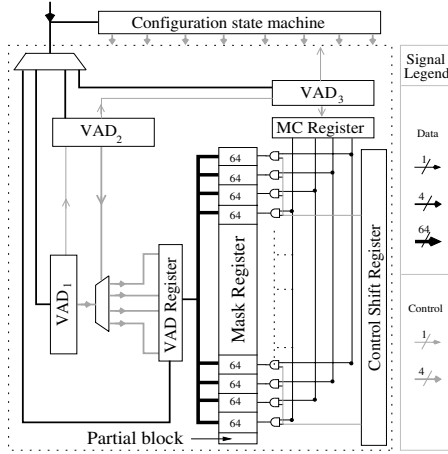 Configuration state machine
Signal
Legend
VAD3
VAD2
MC Register
Data
1
4
64
64
64
64
64
Mask Register
Control Shift Register
VAD1
VAD Register
Control
1
4
64
64
64
64
Partial block